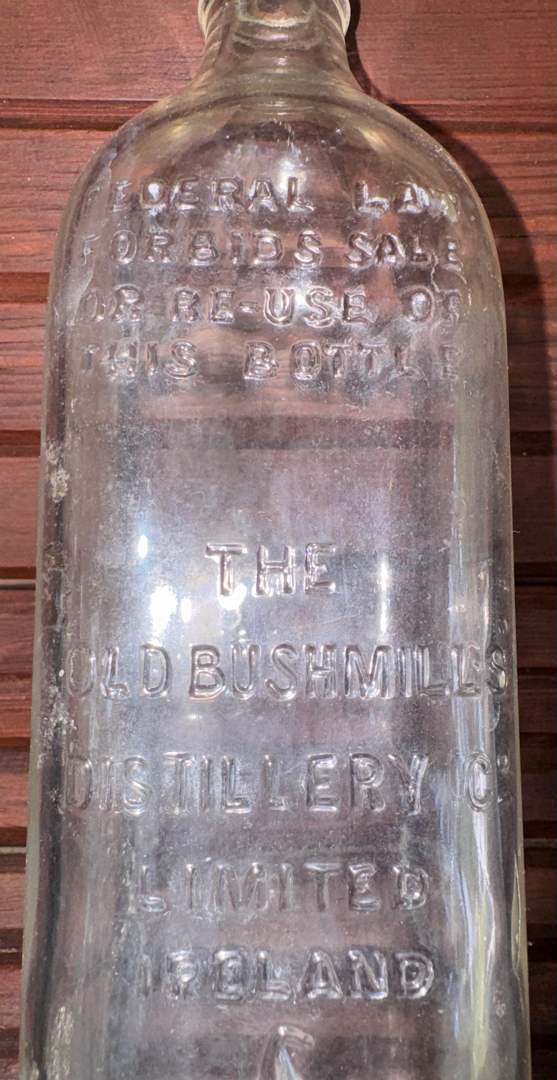 FEDERAL LAW
FORBIDS SALE
OR RE-USE OF
THIS BOTTLE
THE
OLD BUSHMILLS
DISTILLERY Co
LIMITED
IRELAND